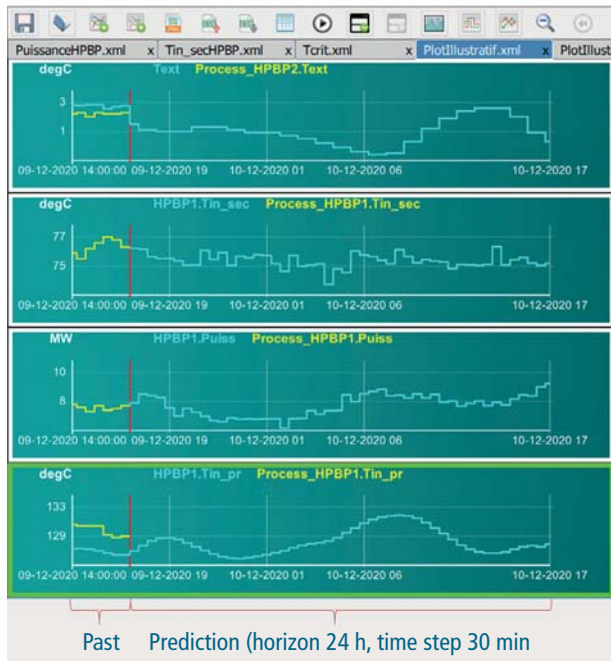 PuissanceHPBP.xml x Tin_secHPBP.xml x Tcrit.xml x PlotIllustratif.xml x PlotIllust
degC Text Process_HPBP2.Text
3
1
09-12-2020 14:00:00 09-12-2020 19 10-12-2020 01 10-12-2020 06 10-12-2020 17
degC HPBP1.Tin_sec Process_HPBP1.Tin_sec
77
75
09-12-2020 14:00:00 09-12-2020 19 10-12-2020 01 10-12-2020 06 10-12-2020 17
MW HPBP1.Puiss Process_HPBP1.Puiss
10
8
09-12-2020 14:00:00 09-12-2020 19 10-12-2020 01 10-12-2020 06 10-12-2020 17
degC HPBP1.Tin_pr Process_HPBP1.Tin_pr
133
129
09-12-2020 14:00:00 09-12-2020 19 10-12-2020 01 10-12-2020 06 10-12-2020 17
Past Prediction (horizon 24 h, time step 30 min